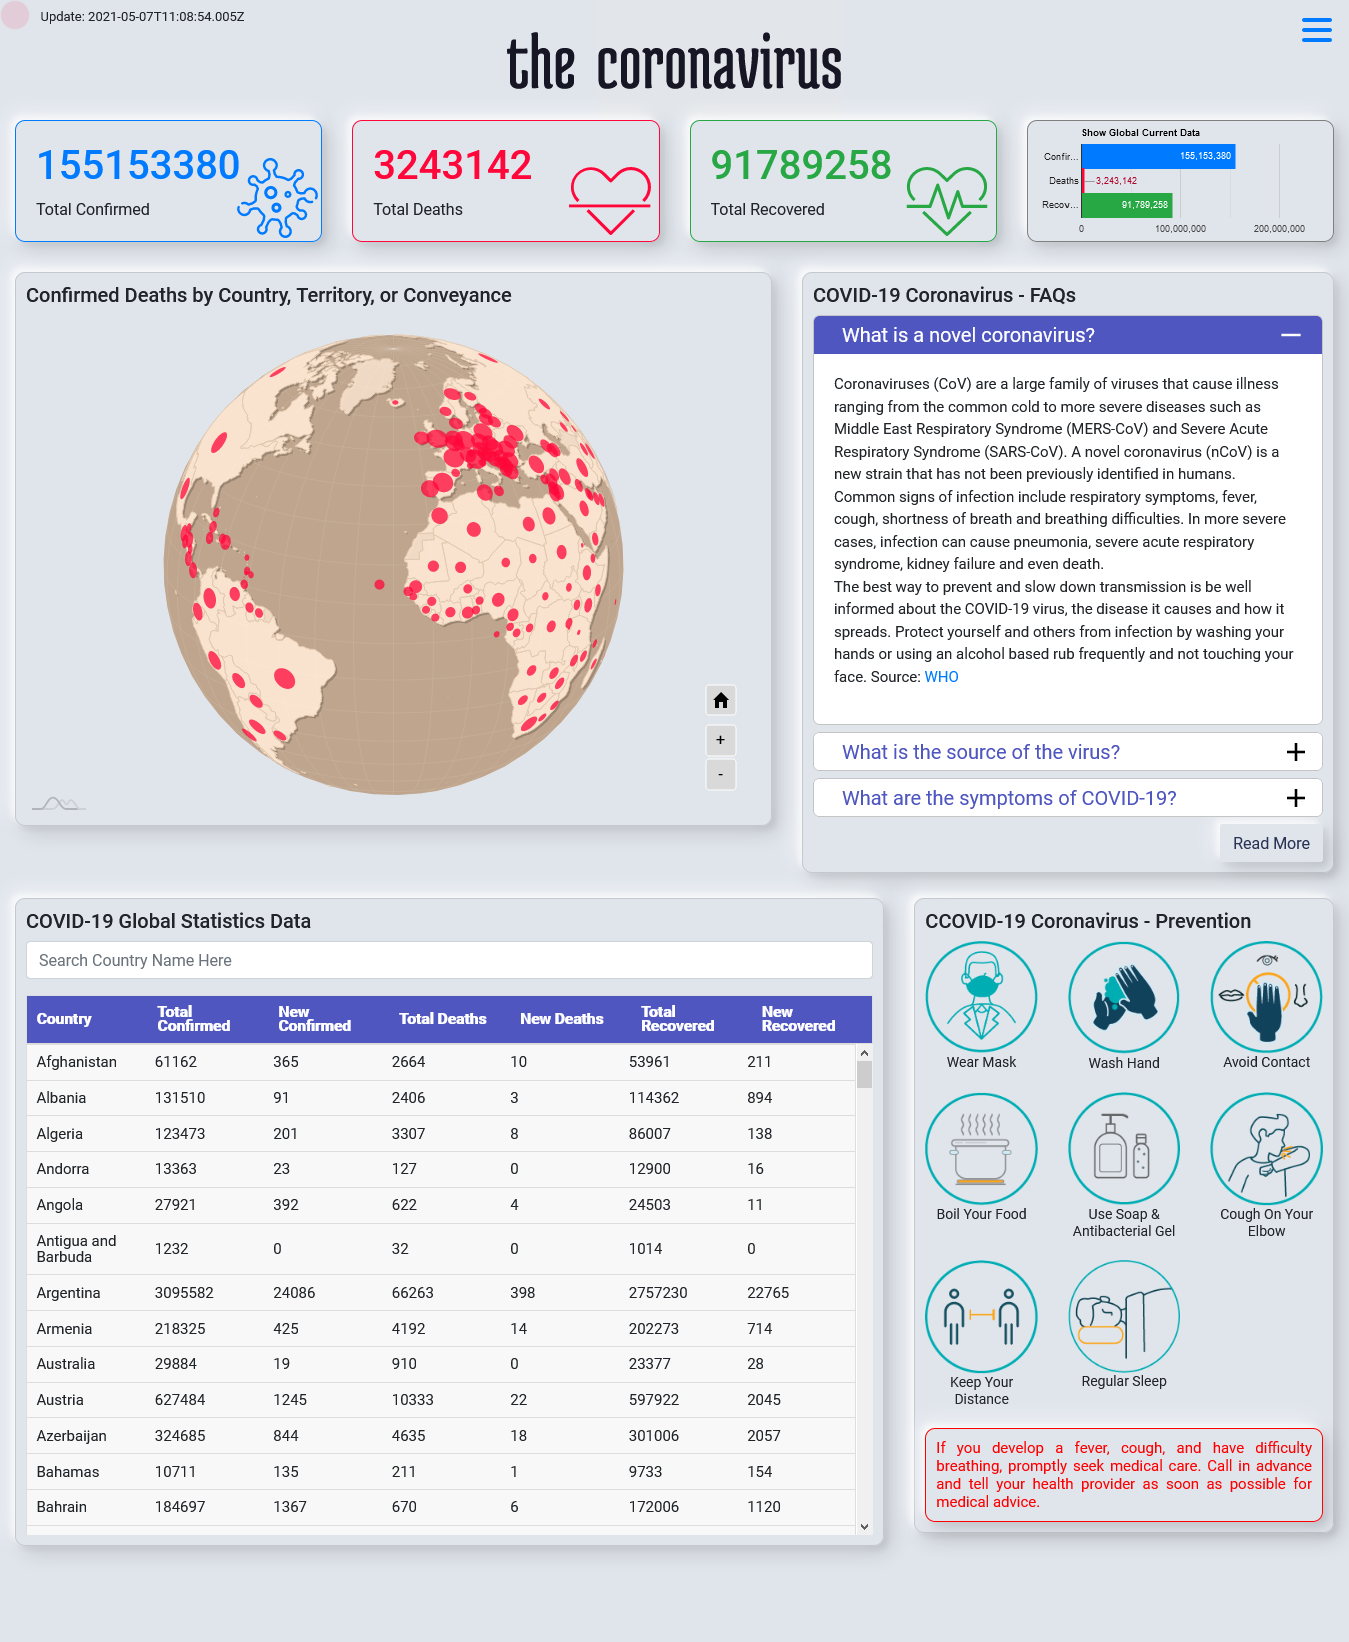 Update: 2021-05-07T11:08:54.005Z
the coronavirus
155153380
Total Confirmed
3243142
Total Deaths
91789258
Total Recovered
Show Global Current Data
Confir...
155,153,380
Deaths
3,243,142
Recov...
91,789,258
0 100,000,000 200,000,000
Confirmed Deaths by Country, Territory, or Conveyance
+
-
COVID-19 Coronavirus - FAQs
What is a novel coronavirus?
Coronaviruses (CoV) are a large family of viruses that cause illness
ranging from the common cold to more severe diseases such as
Middle East Respiratory Syndrome (MERS-CoV) and Severe Acute
Respiratory Syndrome (SARS-CoV). A novel coronavirus (nCoV) is a
new strain that has not been previously identified in humans.
Common signs of infection include respiratory symptoms, fever,
cough, shortness of breath and breathing difficulties. In more severe
cases, infection can cause pneumonia, severe acute respiratory
syndrome, kidney failure and even death.
The best way to prevent and slow down transmission is be well
informed about the COVID-19 virus, the disease it causes and how it
spreads. Protect yourself and others from infection by washing your
hands or using an alcohol based rub frequently and not touching your
face. Source: WHO
What is the source of the virus?
What are the symptoms of COVID-19?
Read More
COVID-19 Global Statistics Data
Search Country Name Here
Country Total Confirmed New Confirmed Total Deaths New Deaths Total Recovered New Recovered
Afghanistan 61162 365 2664 10 53961 211
Albania 131510 91 2406 3 114362 894
Algeria 123473 201 3307 8 86007 138
Andorra 13363 23 127 0 12900 16
Angola 27921 392 622 4 24503 11
Antigua and Barbuda 1232 0 32 0 1014 0
Argentina 3095582 24086 66263 398 2757230 22765
Armenia 218325 425 4192 14 202273 714
Australia 29884 19 910 0 23377 28
Austria 627484 1245 10333 22 597922 2045
Azerbaijan 324685 844 4635 18 301006 2057
Bahamas 10711 135 211 1 9733 154
Bahrain 184697 1367 670 6 172006 1120
CCOVID-19 Coronavirus - Prevention
Wear Mask
Wash Hand
Avoid Contact
Boil Your Food
Use Soap &
Antibacterial Gel
Cough On Your
Elbow
Keep Your
Distance
Regular Sleep
If you develop a fever, cough, and have difficulty
breathing, promptly seek medical care. Call in advance
and tell your health provider as soon as possible for
medical advice.